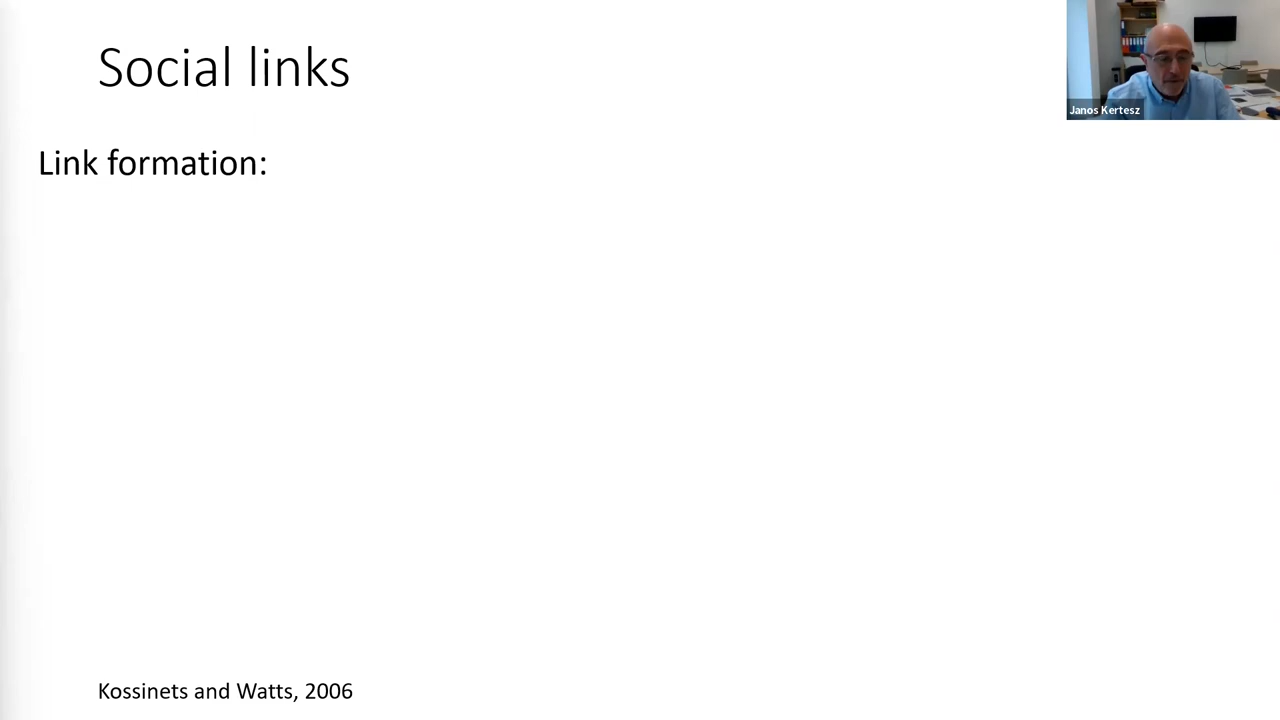 Social links
Janos Kertesz
Link formation:
Kossinets and Watts, 2006